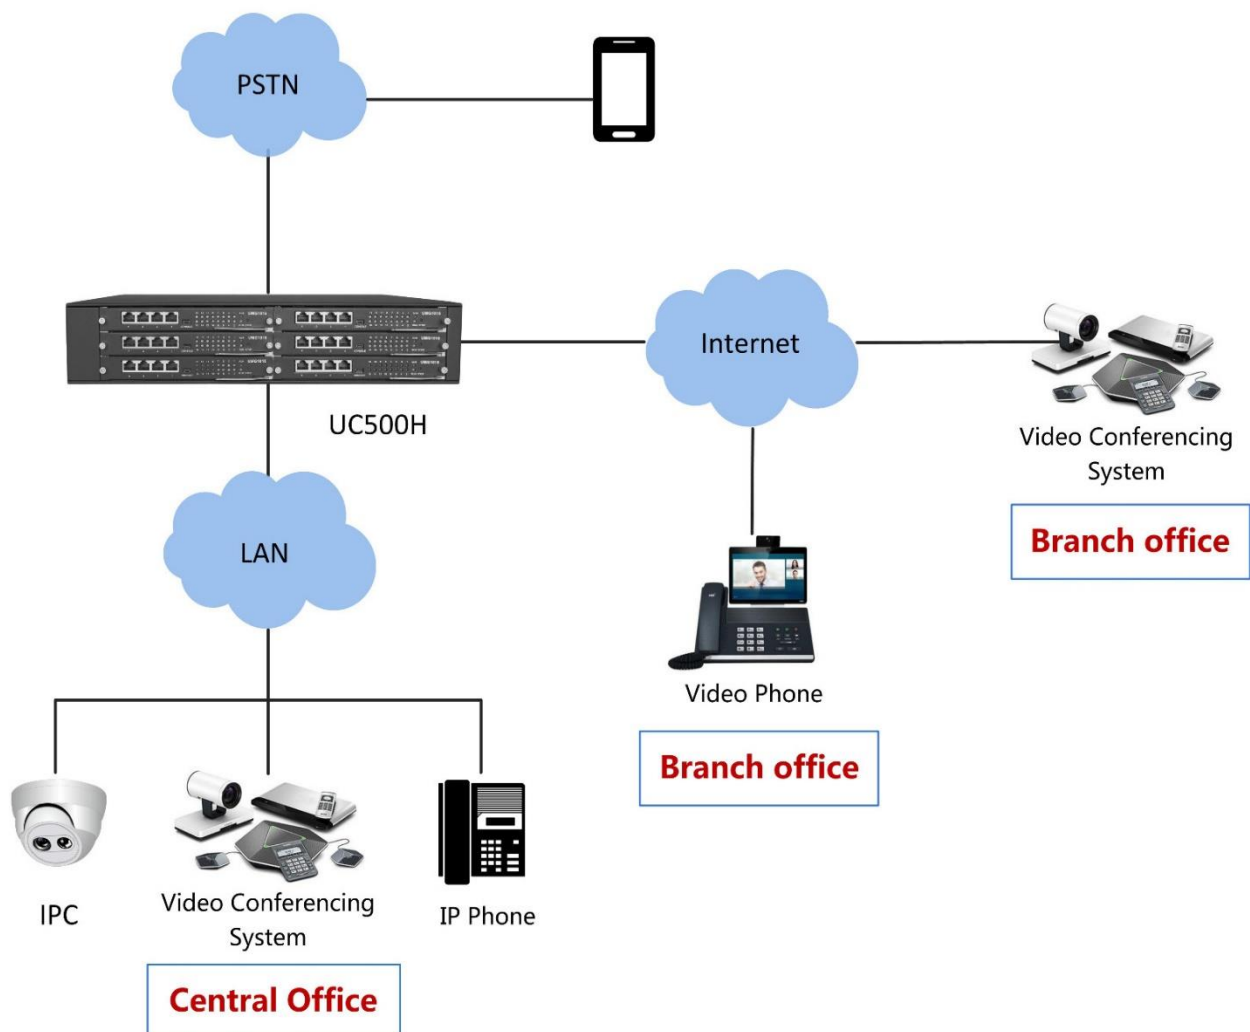 PSTN
Internet
UC500H
Video Conferencing
System
LAN
Branch office
Video Phone
Branch office
IPC
Video Conferencing
System
IP Phone
Central Office